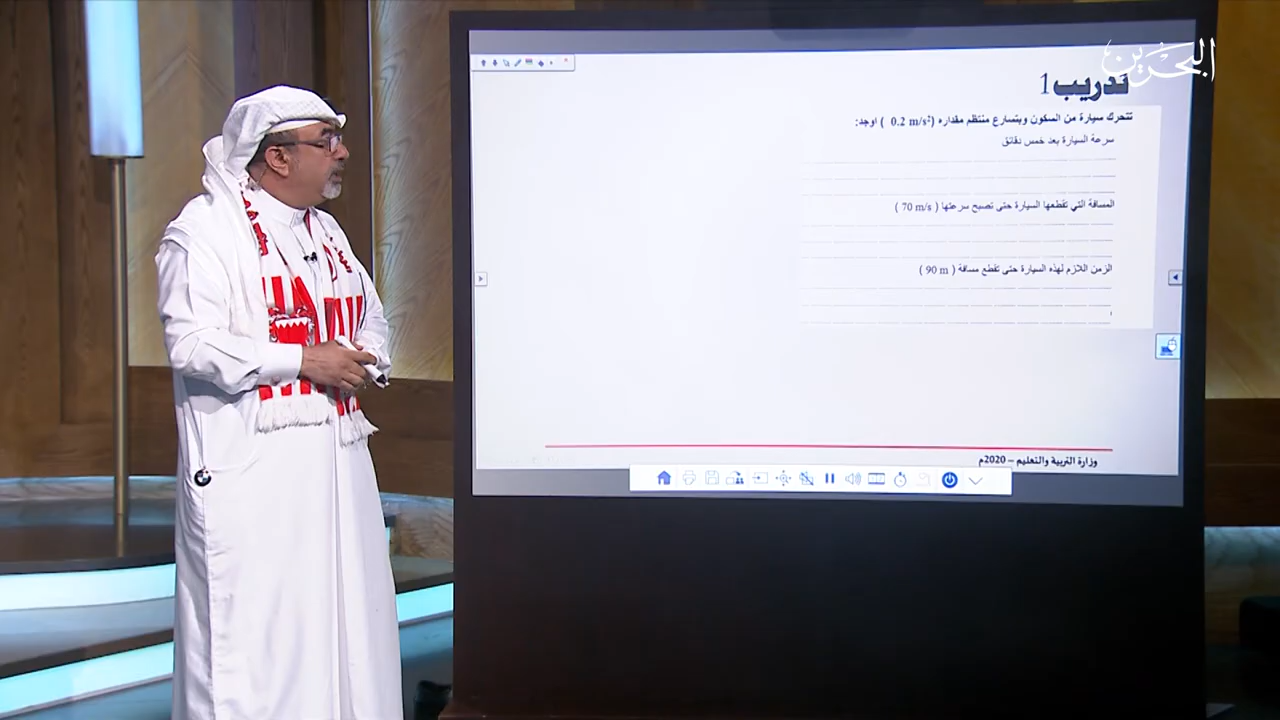 البحرين
تدريب 1
تتحرك سيارة من السكون وبتسارع منتظم مقداره (0.2 m/s² ) اوجد:
سرعة السيارة بعد خمس دقائق
المسافة التي تقطعها السيارة حتى تصبح سرعتها ( 70 m/s )
الزمن اللازم لهذه السيارة حتى تقطع مسافة ( 90 m )
وزارة التربية والتعليم – 2020م